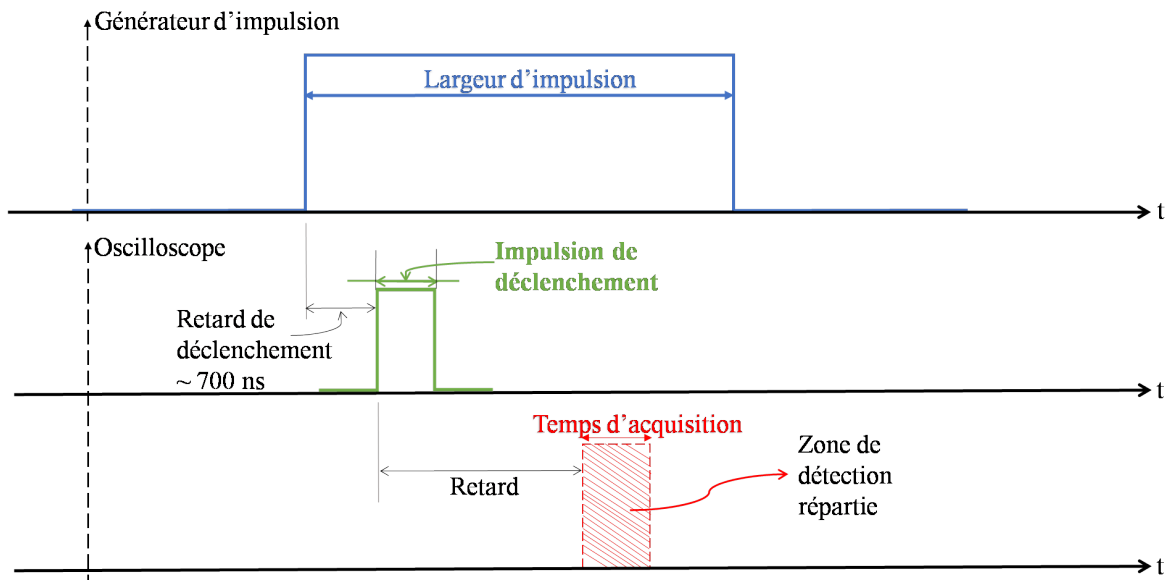 Générateur d’impulsion
Largeur d’impulsion
t
Oscilloscope
Impulsion de
déclenchement
Retard de
déclenchement
~ 700 ns
t
Temps d’acquisition
Retard
Zone de
détection
répartie
t